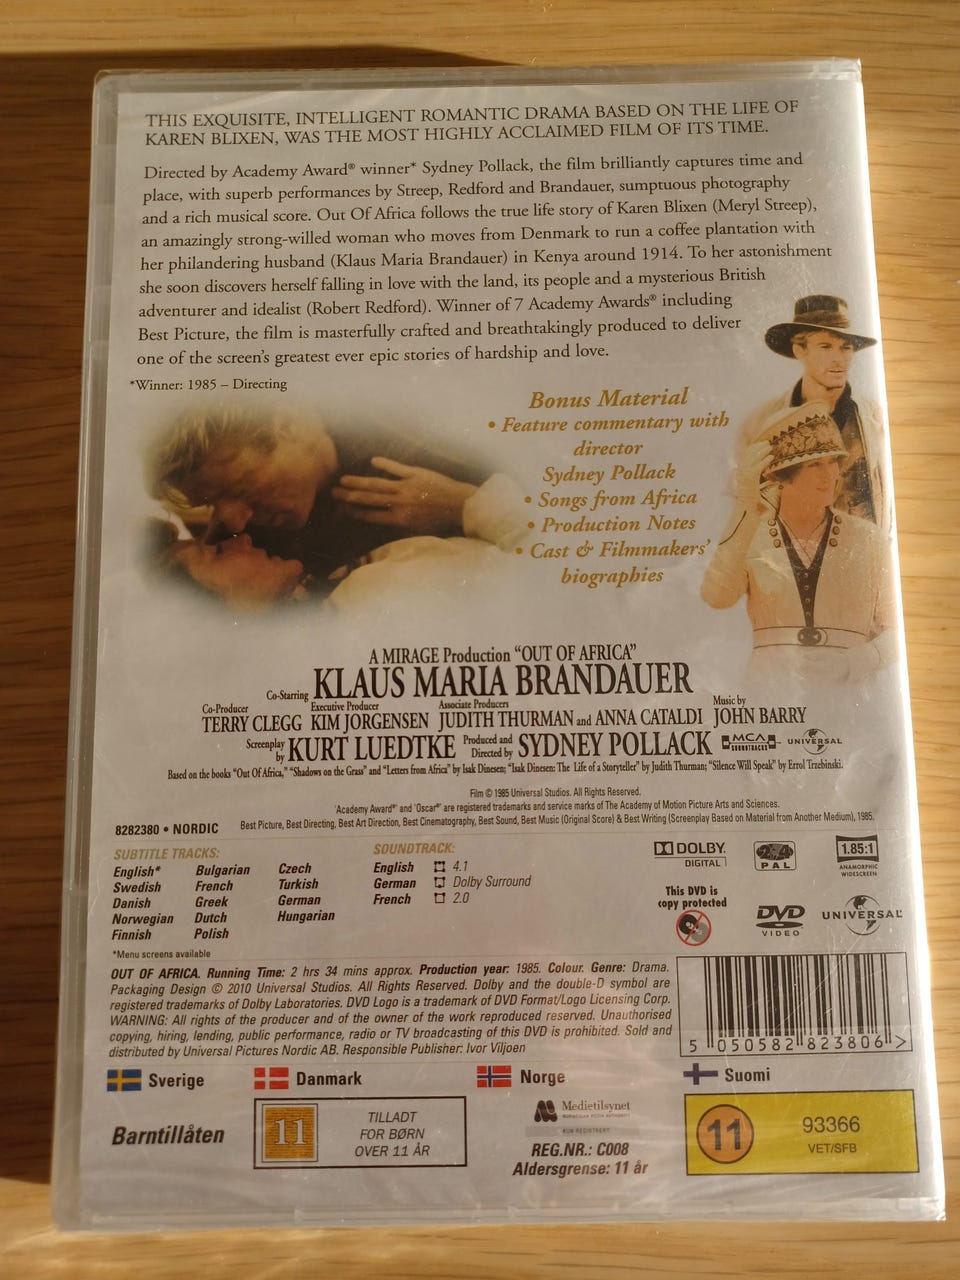 THIS EXQUISITE, INTELLIGENT ROMANTIC DRAMA BASED ON THE LIFE OF
KAREN BLIXEN, WAS THE MOST HIGHLY ACCLAIMED FILM OF ITS TIME.
Directed by Academy Award® winner* Sydney Pollack, the film brilliantly captures time and
place, with superb performances by Streep, Redford and Brandauer, sumptuous photography
and a rich musical score. Out Of Africa follows the true life story of Karen Blixen (Meryl Streep),
an amazingly strong-willed woman who moves from Denmark to run a coffee plantation with
her philandering husband (Klaus Maria Brandauer) in Kenya around 1914. To her astonishment
she soon discovers herself falling in love with the land, its people and a mysterious British
adventurer and idealist (Robert Redford). Winner of 7 Academy Awards® including
Best Picture, the film is masterfully crafted and breathtakingly produced to deliver
one of the screen's greatest ever epic stories of hardship and love.
*Winner: 1985 – Directing
Bonus Material
• Feature commentary with
director
Sydney Pollack
• Songs from Africa
• Production Notes
• Cast & Filmmakers'
biographies
A MIRAGE Production "OUT OF AFRICA"
Co-Starring KLAUS MARIA BRANDAUER
Co-Producer TERRY CLEGG Executive Producer KIM JORGENSEN Associate Producers JUDITH THURMAN and ANNA CATALDI Music by JOHN BARRY
Screenplay by KURT LUEDTKE Produced and Directed by SYDNEY POLLACK MCA SOUNDTRACKS UNIVERSAL
Based on the books "Out Of Africa," "Shadows on the Grass" and "Letters from Africa" by Isak Dinesen; "Isak Dinesen: The Life of a Storyteller" by Judith Thurman; "Silence Will Speak" by Errol Trzebinski.
Film © 1985 Universal Studios. All Rights Reserved.
'Academy Award®' and 'Oscar®' are registered trademarks and service marks of The Academy of Motion Picture Arts and Sciences.
8282380 • NORDIC Best Picture, Best Directing, Best Art Direction, Best Cinematography, Best Sound, Best Music (Original Score) & Best Writing (Screenplay Based on Material from Another Medium), 1985.
SUBTITLE TRACKS:
English* Bulgarian Czech
Swedish French Turkish
Danish Greek German
Norwegian Dutch Hungarian
Finnish Polish
*Menu screens available
SOUNDTRACK:
English 4.1
German Dolby Surround
French 2.0
DOLBY
DIGITAL
2 4
PAL
1.85:1
ANAMORPHIC
WIDESCREEN
This DVD is
copy protected
DVD
VIDEO
UNIVERSAL
OUT OF AFRICA. Running Time: 2 hrs 34 mins approx. Production year: 1985. Colour. Genre: Drama.
Packaging Design © 2010 Universal Studios. All Rights Reserved. Dolby and the double-D symbol are
registered trademarks of Dolby Laboratories. DVD Logo is a trademark of DVD Format/Logo Licensing Corp.
WARNING: All rights of the producer and of the owner of the work reproduced reserved. Unauthorised
copying, hiring, lending, public performance, radio or TV broadcasting of this DVD is prohibited. Sold and
distributed by Universal Pictures Nordic AB. Responsible Publisher: Ivor Viljoen
5 050582 823806 >
Sverige
Danmark
Norge
Suomi
Barntillåten
11
TILLADT
FOR BØRN
OVER 11 ÅR
Medietilsynet
NORWEGIAN MEDIA AUTHORITY
KUN REGISTRERT
REG.NR.: C008
Aldersgrense: 11 år
11
93366
VET/SFB